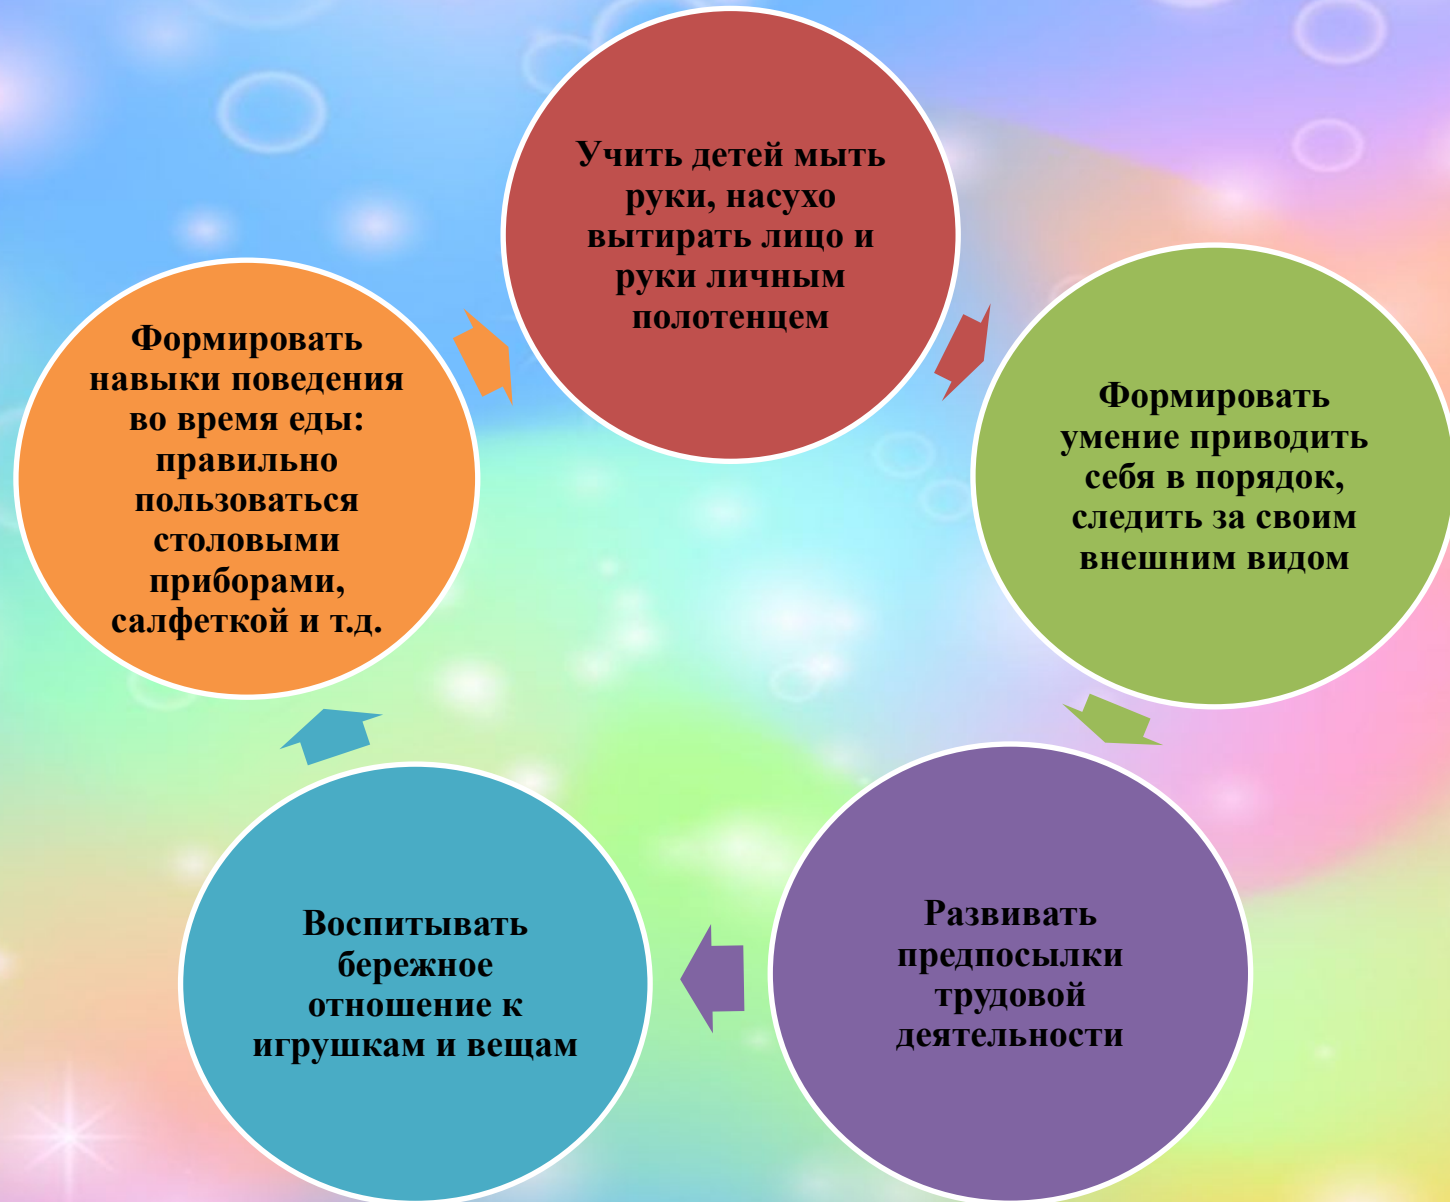 Учить детей мыть
руки, насухо
вытирать лицо и
руки личным
полотенцем
Формировать
умение приводить
себя в порядок,
следить за своим
внешним видом
Развивать
предпосылки
трудовой
деятельности
Воспитывать
бережное
отношение к
игрушкам и вещам
Формировать
навыки поведения
во время еды:
правильно
пользоваться
столовыми
приборами,
салфеткой и т.д.